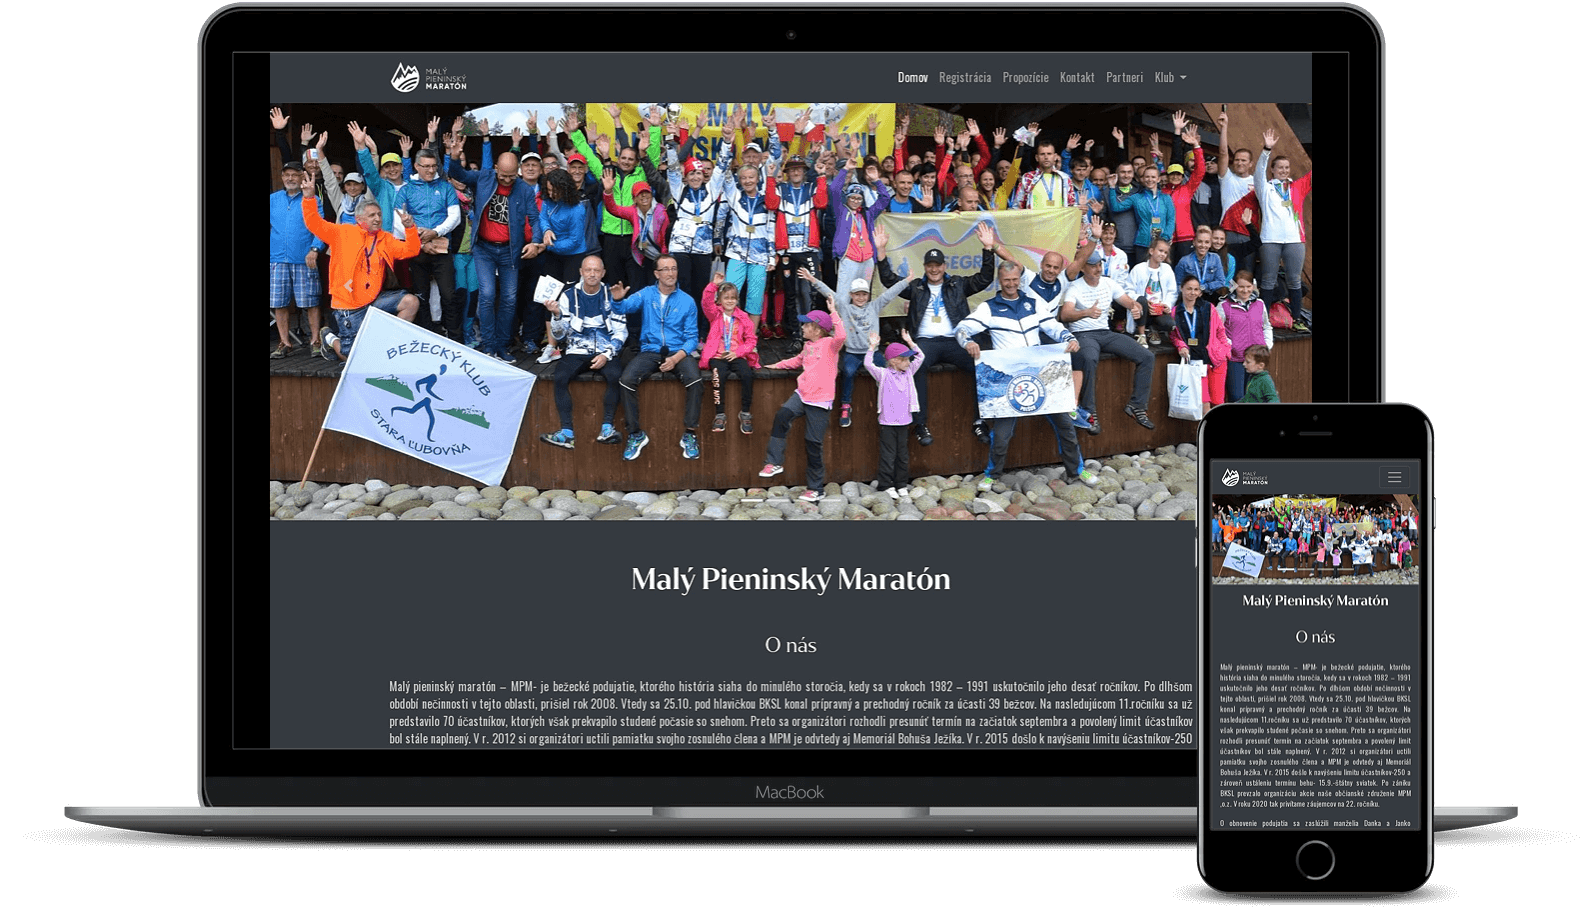 MALÝ
PIENINSKÝ
MARATÓN
Domov Registrácia Propozície Kontakt Partneri Klub
MALÝ
SEGR
15
187
156
BEŽECKÝ KLUB
STARÁ ĽUBOVŇA
Malý Pieninský Maratón
O nás
Malý pieninský maratón – MPM- je bežecké podujatie, ktorého história siaha do minulého storočia, kedy sa v rokoch 1982 – 1991 uskutočnilo jeho desať ročníkov. Po dlhšom
období nečinnosti v tejto oblasti, prišiel rok 2008. Vtedy sa 25.10. pod hlavičkou BKSL konal prípravný a prechodný ročník za účasti 39 bežcov. Na nasledujúcom 11.ročníku sa už
predstavilo 70 účastníkov, ktorých však prekvapilo studené počasie so snehom. Preto sa organizátori rozhodli presunúť termín na začiatok septembra a povolený limit účastníkov
bol stále naplnený. V r. 2012 si organizátori uctili pamiatku svojho zosnulého člena a MPM je odvtedy aj Memoriál Bohuša Ježíka. V r. 2015 došlo k navýšeniu limitu účastníkov-250
MacBook
MALÝ
PIENINSKÝ
MARATÓN
BEŽECKÝ KLUB
Malý Pieninský Maratón
O nás
Malý pieninský maratón – MPM- je bežecké podujatie, ktorého
história siaha do minulého storočia, kedy sa v rokoch 1982 – 1991
uskutočnilo jeho desať ročníkov. Po dlhšom období nečinnosti v
tejto oblasti, prišiel rok 2008. Vtedy sa 25.10. pod hlavičkou BKSL
konal prípravný a prechodný ročník za účasti 39 bežcov. Na
nasledujúcom 11.ročníku sa už predstavilo 70 účastníkov, ktorých
však prekvapilo studené počasie so snehom. Preto sa organizátori
rozhodli presunúť termín na začiatok septembra a povolený limit
účastníkov bol stále naplnený. V r. 2012 si organizátori uctili
pamiatku svojho zosnulého člena a MPM je odvtedy aj Memoriál
Bohuša Ježíka. V r. 2015 došlo k navýšeniu limitu účastníkov-250 a
zároveň ustáleniu termínu behu- 15.9.-štátny sviatok. Po zániku
BKSL prevzalo organizáciu akcie naše občianské združenie MPM
,o.z. V roku 2020 tak privítame záujemcov na 22. ročníku.
O obnovenie podujatia sa zaslúžili manželia Danka a Janko